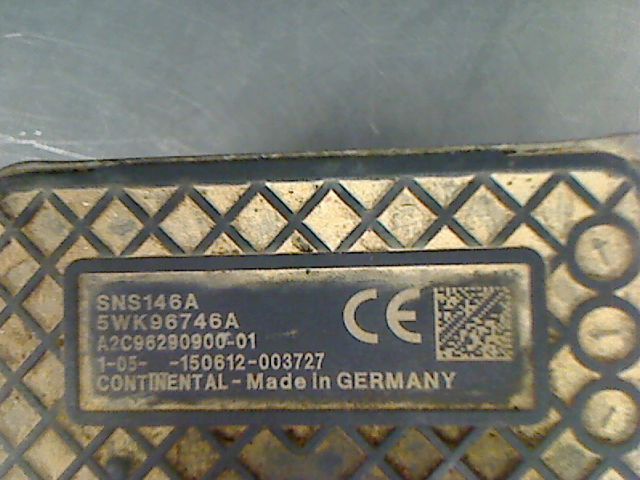 SNS146A
5WK96746A
A2C96290900-01
1-05- -150612-003727
CONTINENTAL - Made in GERMANY
CE